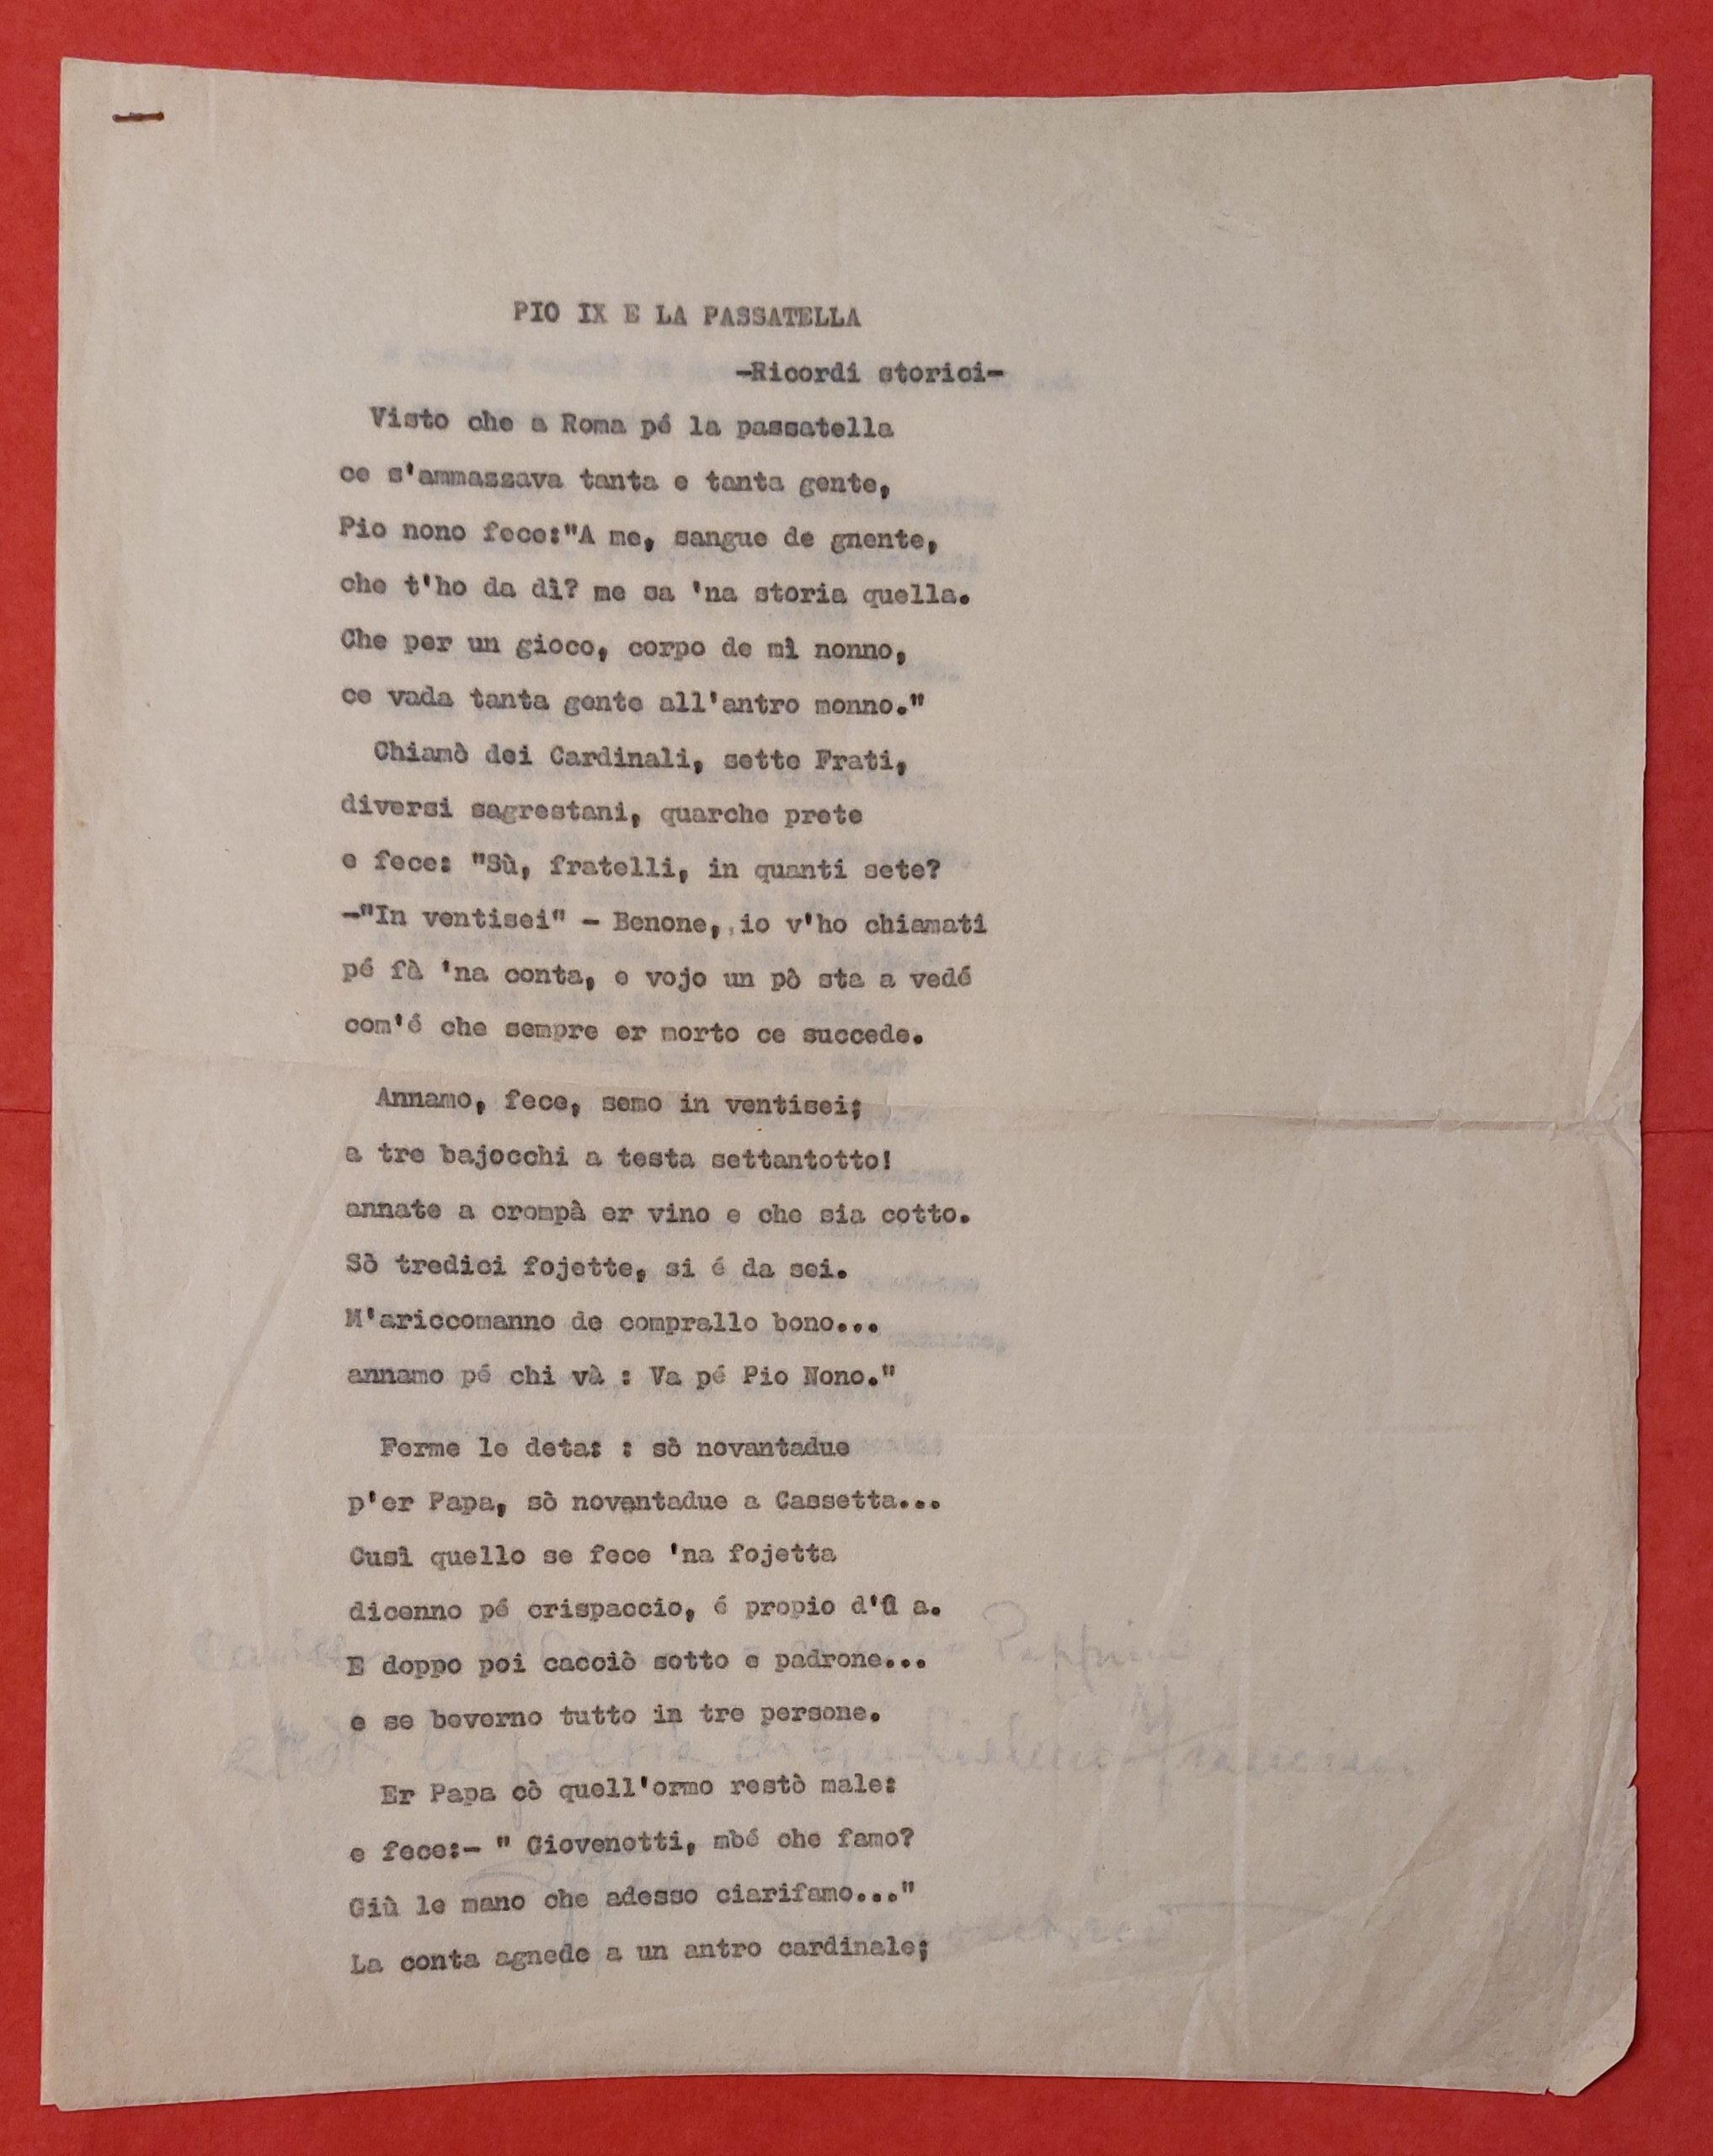 PIO IX E LA PASSATELLA
-Ricordi storici-
Visto che a Roma pé la passatella
ce s'ammazzava tanta e tanta gente,
Pio nono fece:"A me, sangue de gnente,
che t'ho da dì? me sa 'na storia quella.
Che per un gioco, corpo de mì nonno,
ce vada tanta gente all'antro monno."
Chiamò dei Cardinali, sette Frati,
diversi sagrestani, quarche prete
e fece: "Sù, fratelli, in quanti sete?
-"In ventisei" - Benone, io v'ho chiamati
pé fà 'na conta, e vojo un pò sta a vedé
com'é che sempre er morto ce succede.
Annamo, fece, semo in ventisei;
a tre bajocchi a testa settantotto!
annate a crompà er vino e che sia cotto.
Sò tredici fojette, si é da sei.
M'ariccomanno de comprallo bono...
annamo pé chi và : Va pé Pio Nono."
Ferme le deta: : sò novantadue
p'er Papa, sò novantadue a Cassetta...
Cusì quello se fece 'na fojetta
dicenno pé crispaccio, é propio d'ù a.
E doppo poi cacciò sotto e padrone...
e se beverno tutto in tre persone.
Er Papa cò quell'ormo restò male:
e fece:- " Giovenotti, mbé che famo?
Giù le mano che adesso ciarifamo..."
La conta agnede a un antro cardinale;